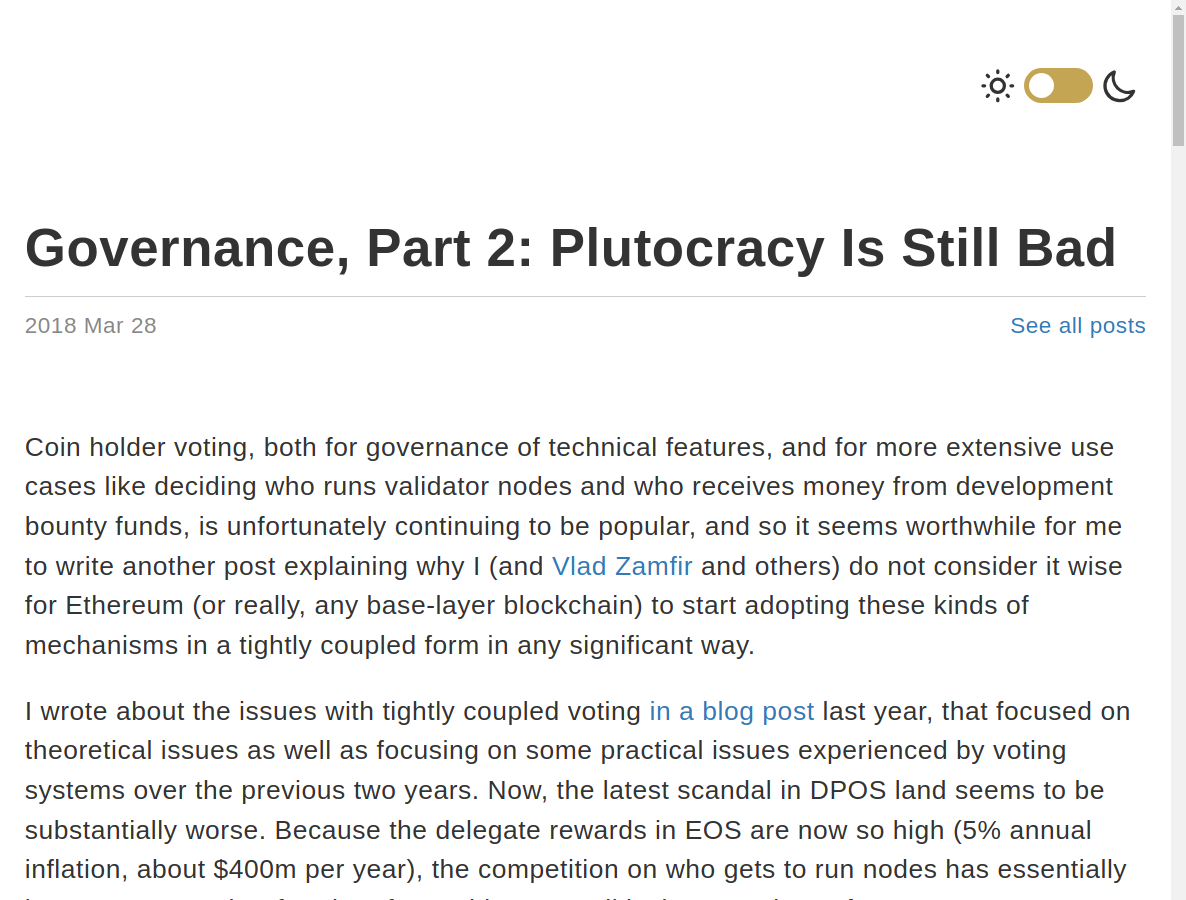 Governance, Part 2: Plutocracy Is Still Bad
2018 Mar 28
See all posts
Coin holder voting, both for governance of technical features, and for more extensive use
cases like deciding who runs validator nodes and who receives money from development
bounty funds, is unfortunately continuing to be popular, and so it seems worthwhile for me
to write another post explaining why I (and Vlad Zamfir and others) do not consider it wise
for Ethereum (or really, any base-layer blockchain) to start adopting these kinds of
mechanisms in a tightly coupled form in any significant way.
I wrote about the issues with tightly coupled voting in a blog post last year, that focused on
theoretical issues as well as focusing on some practical issues experienced by voting
systems over the previous two years. Now, the latest scandal in DPOS land seems to be
substantially worse. Because the delegate rewards in EOS are now so high (5% annual
inflation, about $400m per year), the competition on who gets to run nodes has essentially